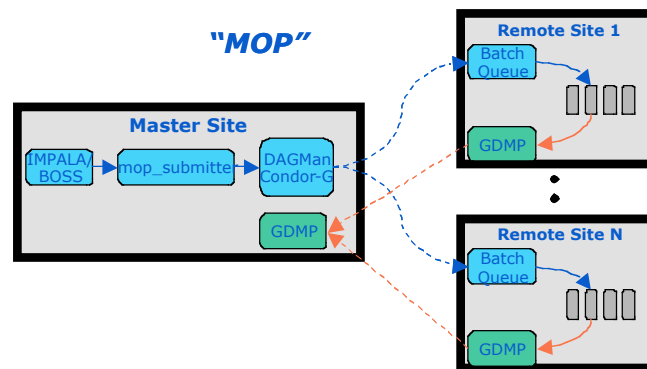 "MOP"
Master Site
IMPALA/
BOSS
mop_submitte
DAGMan
Condor-G
GDMP
Remote Site 1
Batch
Queue
GDMP
Remote Site N
Batch
Queue
GDMP